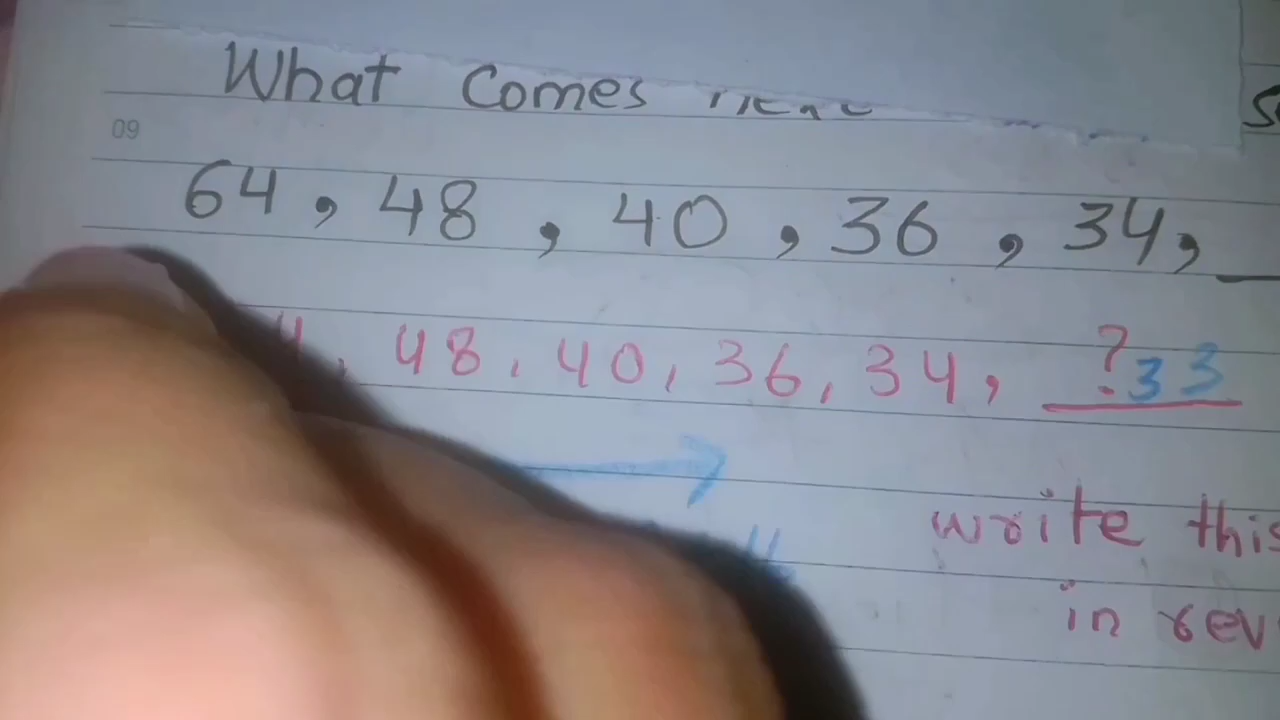 What Comes
09
64, 48, 40, 36, 34,
48, 40, 36, 34, ? 33
write this
in rev